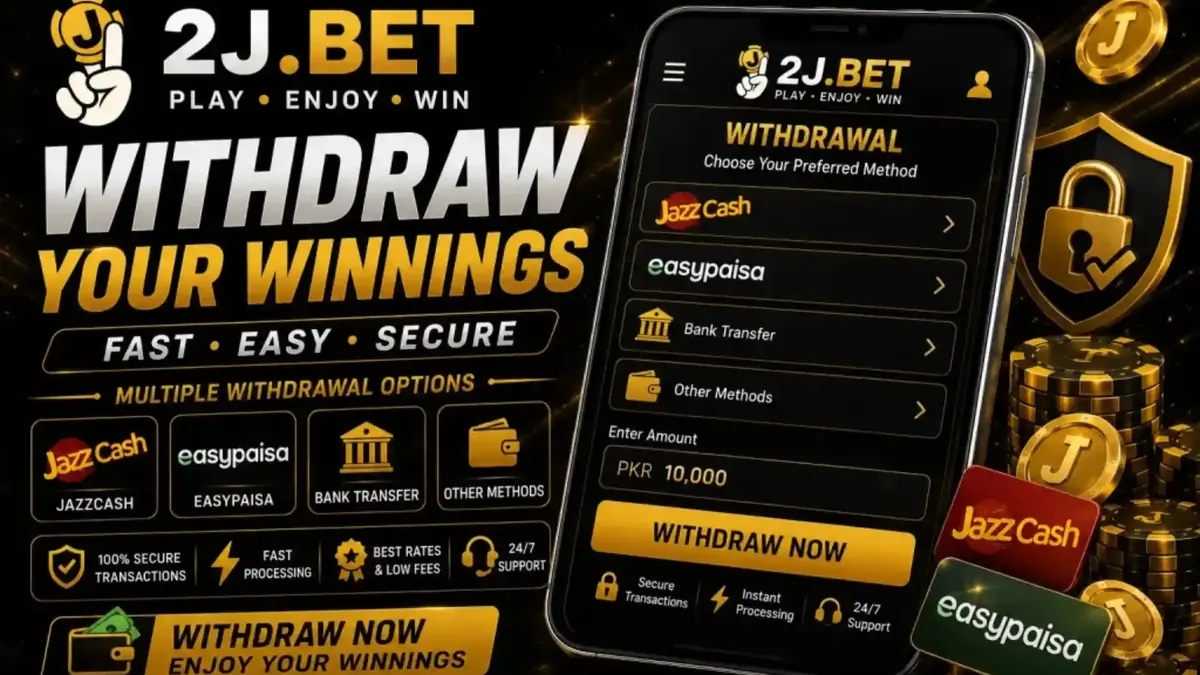 2J.BET
PLAY • ENJOY • WIN
WITHDRAW
YOUR WINNINGS
FAST • EASY • SECURE
MULTIPLE WITHDRAWAL OPTIONS
JazzCash
JAZZCASH
easypaisa
EASYPAISA
BANK TRANSFER
OTHER METHODS
100% SECURE
TRANSACTIONS
FAST
PROCESSING
BEST RATES
& LOW FEES
24/7
SUPPORT
WITHDRAW NOW
ENJOY YOUR WINNINGS
2J.BET
PLAY • ENJOY • WIN
WITHDRAWAL
Choose Your Preferred Method
JazzCash
easypaisa
Bank Transfer
Other Methods
Enter Amount
PKR 10,000
WITHDRAW NOW
Secure
Transactions
Instant
Processing
24/7
Support
J
J
J
JazzCash
easypaisa
J